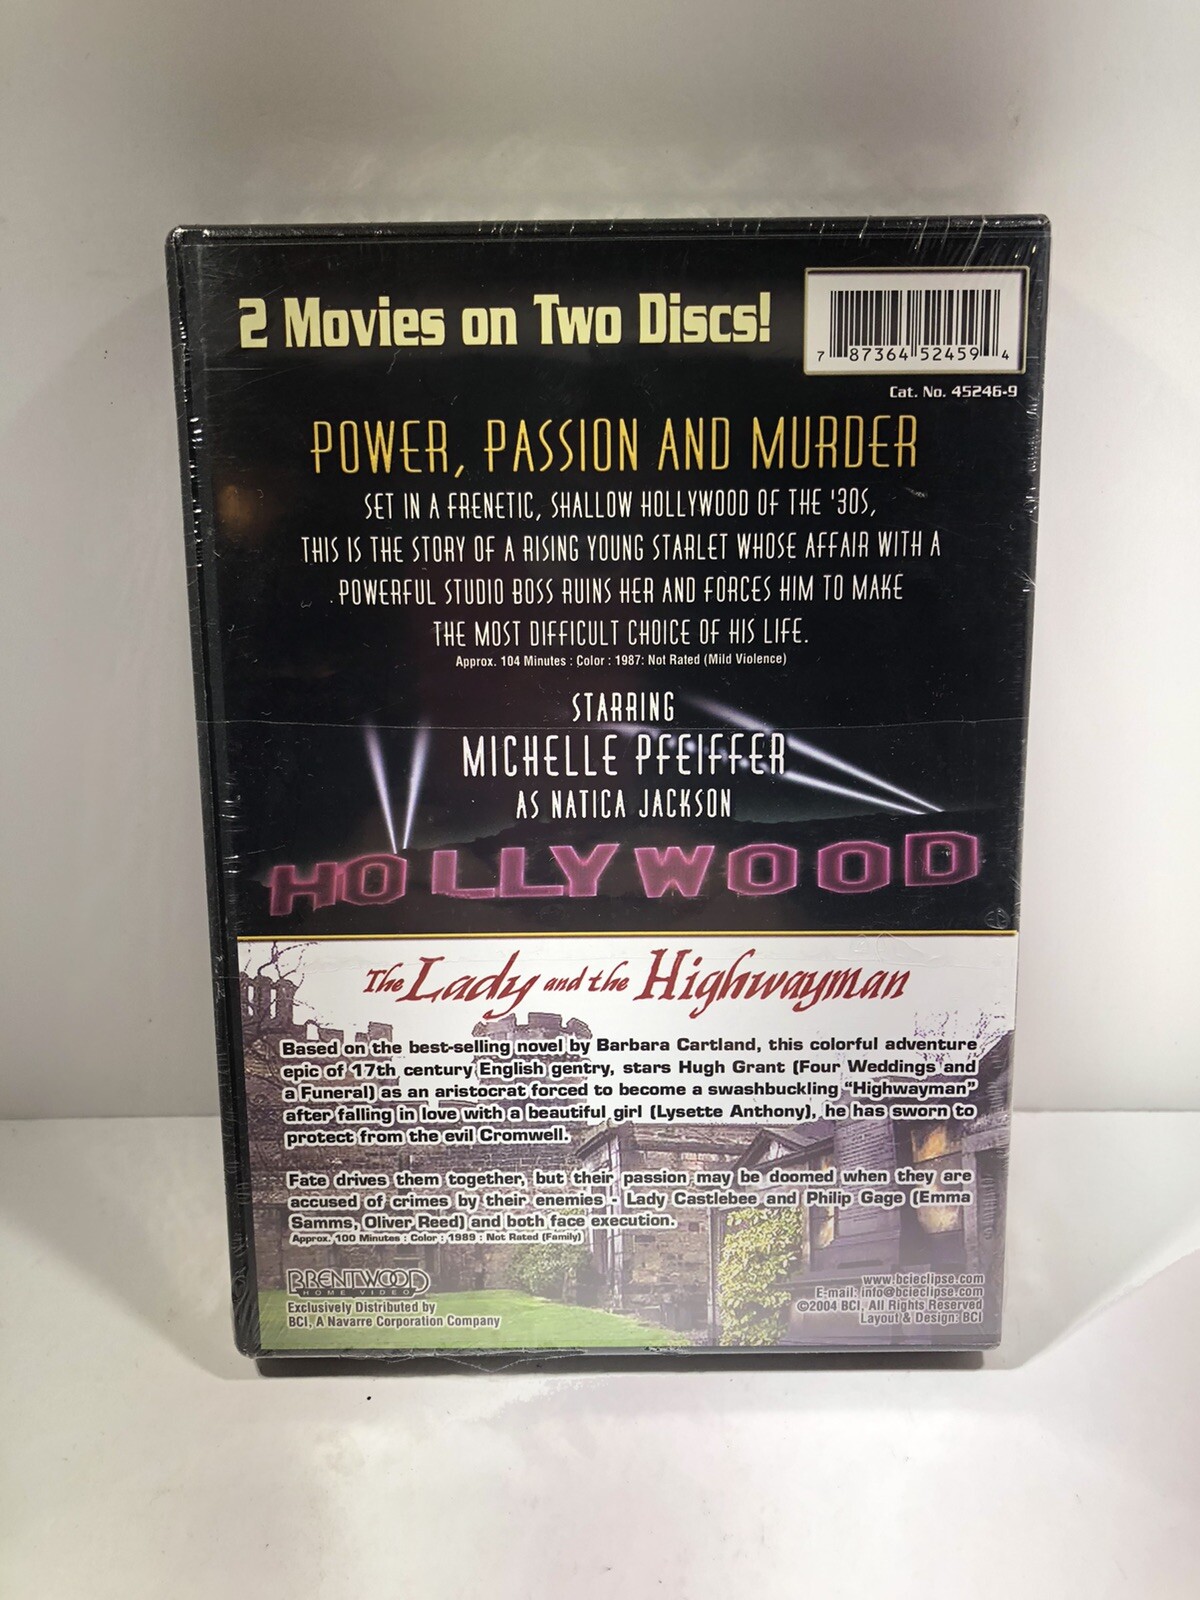 2 Movies on Two Discs!
7 87364 52459 4
Cat. No. 45246-9
POWER, PASSION AND MURDER
SET IN A FRENETIC, SHALLOW HOLLYWOOD OF THE '30S,
THIS IS THE STORY OF A RISING YOUNG STARLET WHOSE AFFAIR WITH A
POWERFUL STUDIO BOSS RUINS HER AND FORCES HIM TO MAKE
THE MOST DIFFICULT CHOICE OF HIS LIFE.
Approx. 104 Minutes : Color : 1987: Not Rated (Mild Violence)
STARRING
MICHELLE PFEIFFER
AS NATICA JACKSON
HOLLYWOOD
The Lady and the Highwayman
Based on the best-selling novel by Barbara Cartland, this colorful adventure
epic of 17th century English gentry, stars Hugh Grant (Four Weddings and
a Funeral) as an aristocrat forced to become a swashbuckling “Highwayman”
after falling in love with a beautiful girl (Lysette Anthony), he has sworn to
protect from the evil Cromwell.
Fate drives them together, but their passion may be doomed when they are
accused of crimes by their enemies - Lady Castlebee and Philip Gage (Emma
Samms, Oliver Reed) and both face execution.
Approx. 100 Minutes : Color : 1989 : Not Rated (Family)
BRENTWOOD
HOME VIDEO
Exclusively Distributed by
BCI, A Navarre Corporation Company
www.bcieclipse.com
E-mail: info@bcieclipse.com
©2004 BCI, All Rights Reserved
Layout & Design: BCI